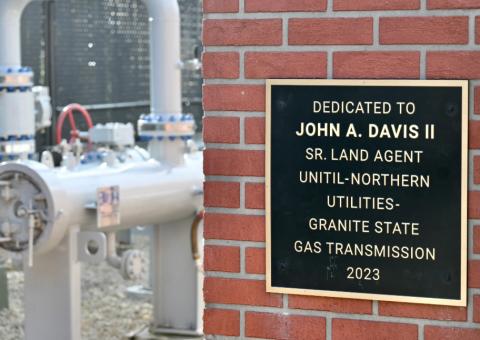 DEDICATED TO
JOHN A. DAVIS II
SR. LAND AGENT
UNITIL-NORTHERN
UTILITIES-
GRANITE STATE
GAS TRANSMISSION
2023